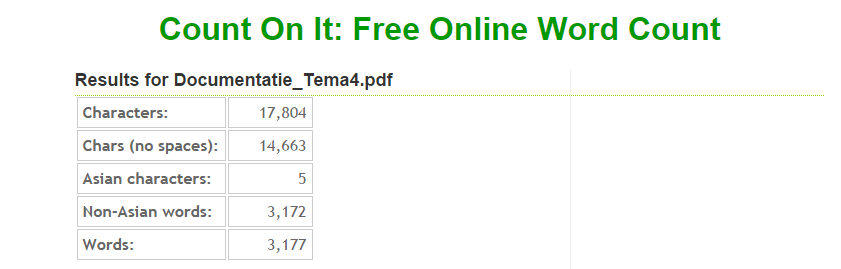 Count On It: Free Online Word Count
Results for Documentatie_Tema4.pdf
Characters: 17,804
Chars (no spaces): 14,663
Asian characters: 5
Non-Asian words: 3,172
Words: 3,177